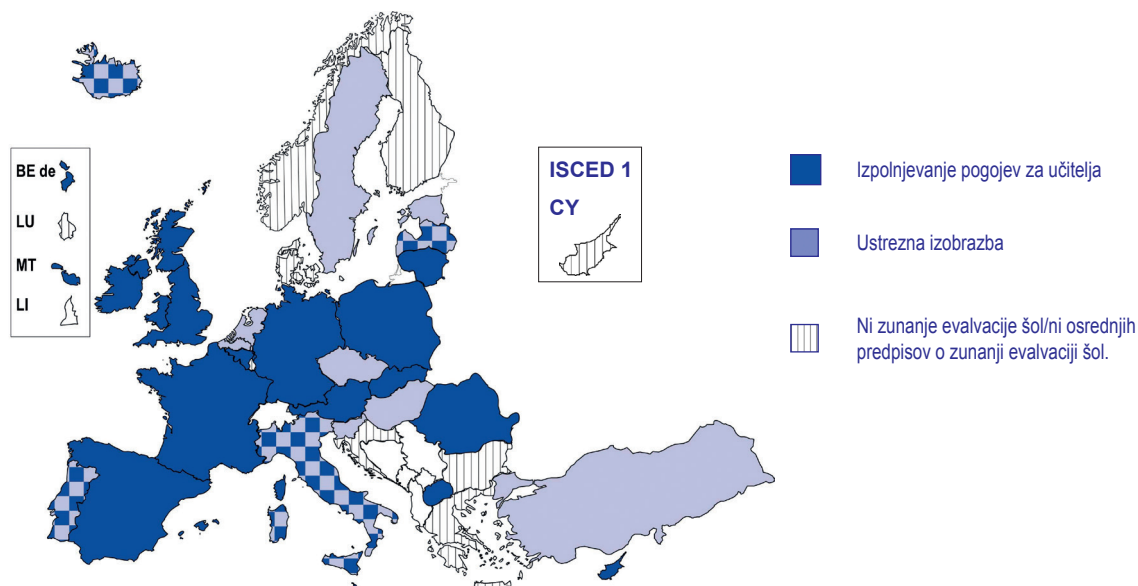 BE de
LU
MT
LI
ISCED 1
CY
Izpolnjevanje pogojev za učitelja
Ustrezna izobrazba
Ni zunanje evalvacije šol/ni osrednjih
predpisov o zunanji evalvaciji šol.